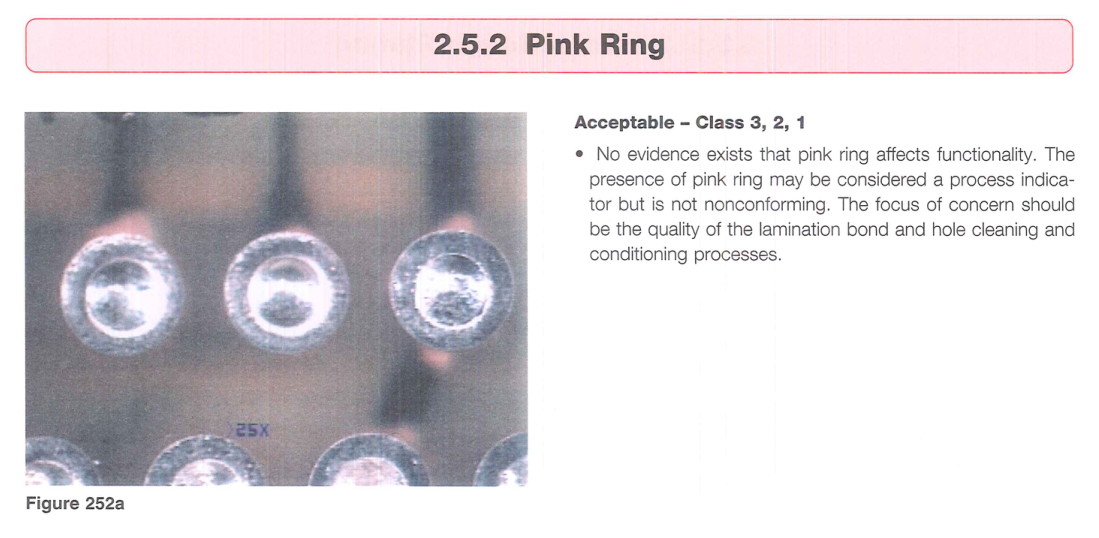 2.5.2 Pink Ring
Acceptable – Class 3, 2, 1
• No evidence exists that pink ring affects functionality. The
presence of pink ring may be considered a process indica-
tor but is not nonconforming. The focus of concern should
be the quality of the lamination bond and hole cleaning and
conditioning processes.
25X
Figure 252a